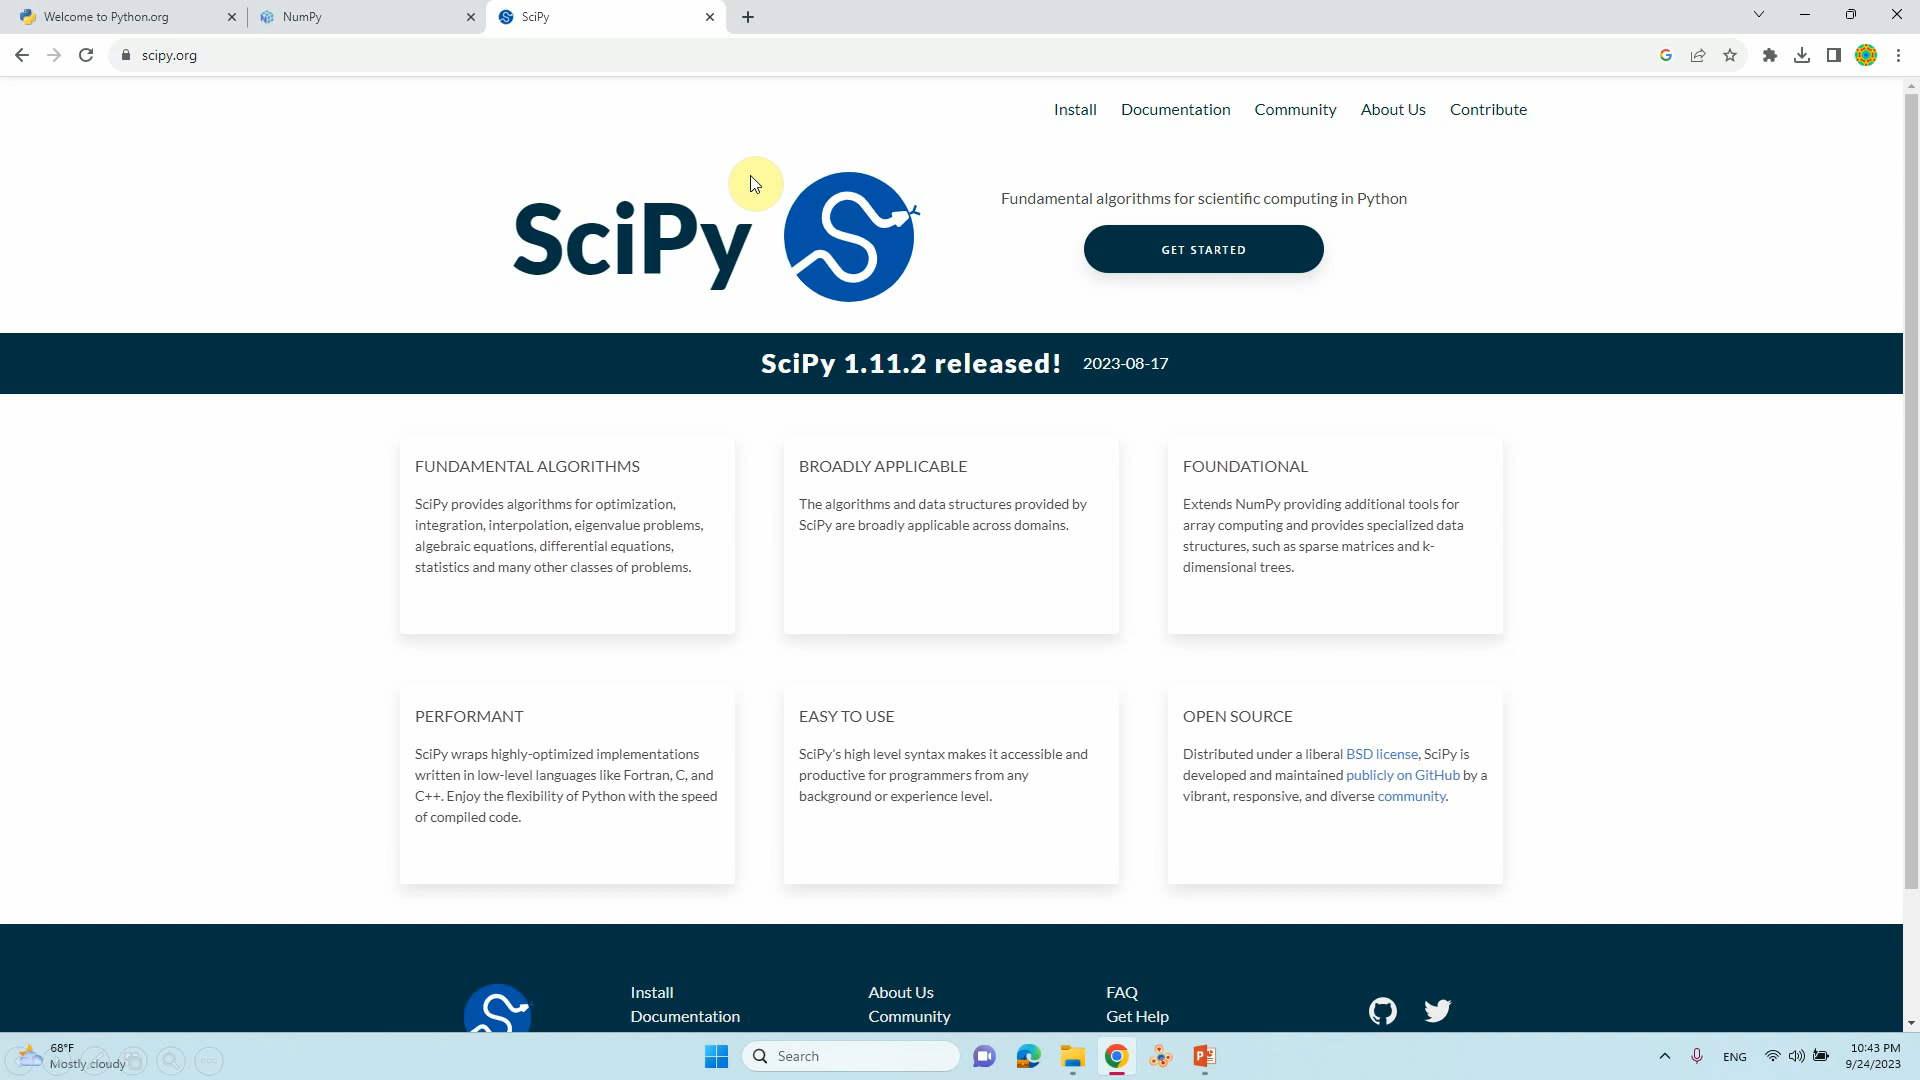 Welcome to Python.org
NumPy
SciPy
scipy.org
Install Documentation Community About Us Contribute
SciPy
Fundamental algorithms for scientific computing in Python
GET STARTED
SciPy 1.11.2 released! 2023-08-17
FUNDAMENTAL ALGORITHMS
SciPy provides algorithms for optimization,
integration, interpolation, eigenvalue problems,
algebraic equations, differential equations,
statistics and many other classes of problems.
BROADLY APPLICABLE
The algorithms and data structures provided by
SciPy are broadly applicable across domains.
FOUNDATIONAL
Extends NumPy providing additional tools for
array computing and provides specialized data
structures, such as sparse matrices and k-
dimensional trees.
PERFORMANT
SciPy wraps highly-optimized implementations
written in low-level languages like Fortran, C, and
C++. Enjoy the flexibility of Python with the speed
of compiled code.
EASY TO USE
SciPy's high level syntax makes it accessible and
productive for programmers from any
background or experience level.
OPEN SOURCE
Distributed under a liberal BSD license, SciPy is
developed and maintained publicly on GitHub by a
vibrant, responsive, and diverse community.
Install
Documentation
About Us
Community
FAQ
Get Help
68°F
Mostly cloudy
Search
ENG
10:43 PM
9/24/2023